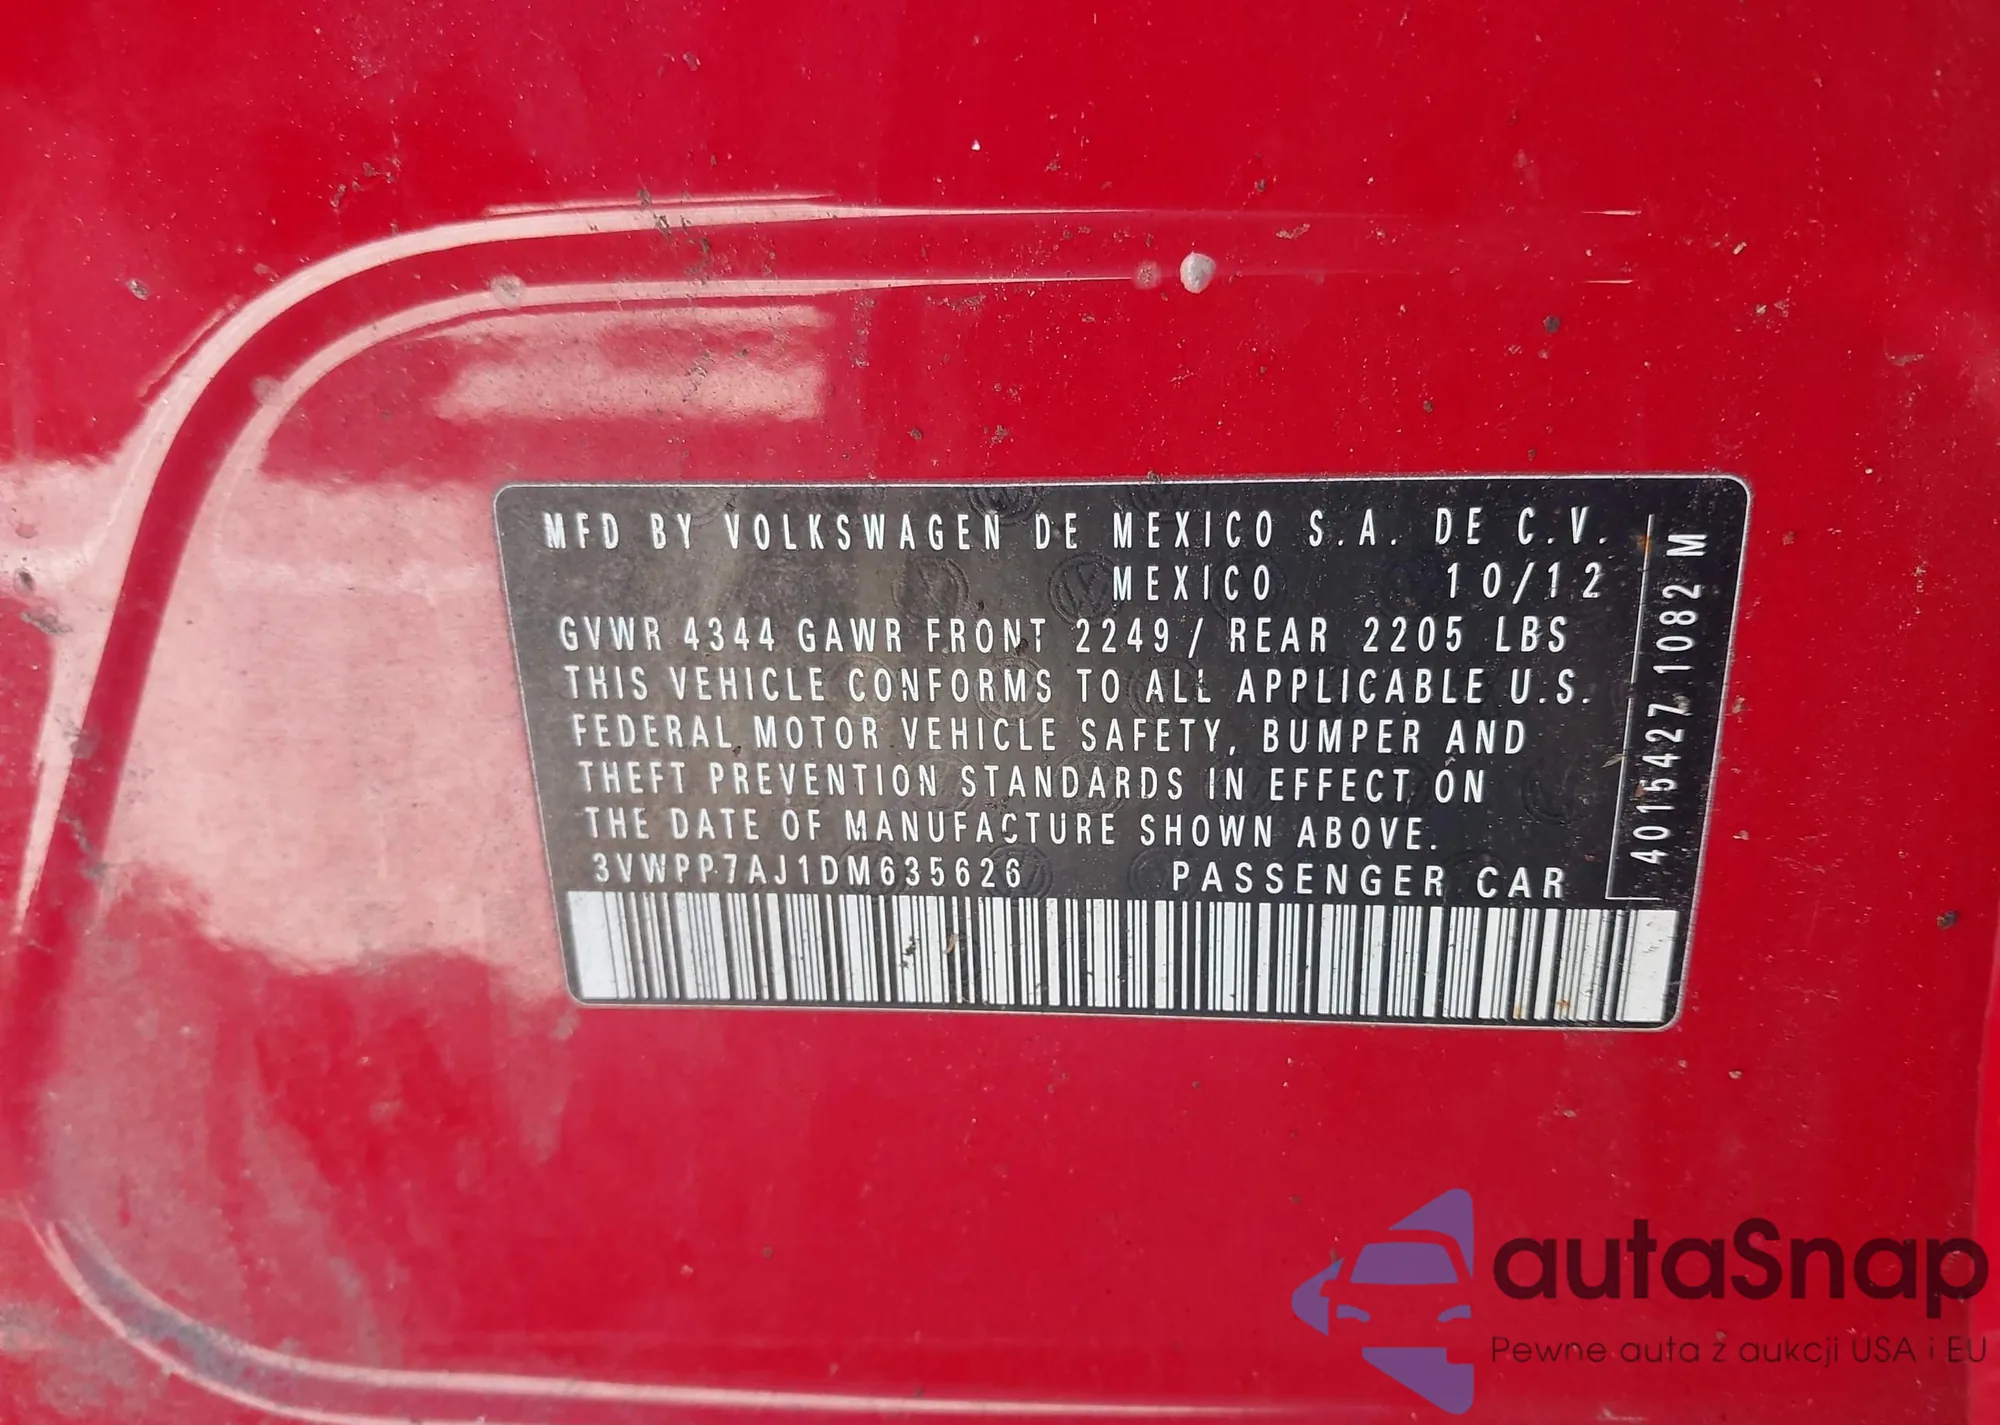 MFD BY VOLKSWAGEN DE MEXICO S.A. DE C.V.
MEXICO 10/12
GVWR 4344 GAWR FRONT 2249/ REAR 2205 LBS
THIS VEHICLE CONFORMS TO ALL APPLICABLE U.S.
FEDERAL MOTOR VEHICLE SAFETY, BUMPER AND
THEFT PREVENTION STANDARDS IN EFFECT ON
THE DATE OF MANUFACTURE SHOWN ABOVE.
3VWPP7AJ1DM635626 PASSENGER CAR
4015427 1082 M
autaSnap
Pewne auta z aukcji USA i EU